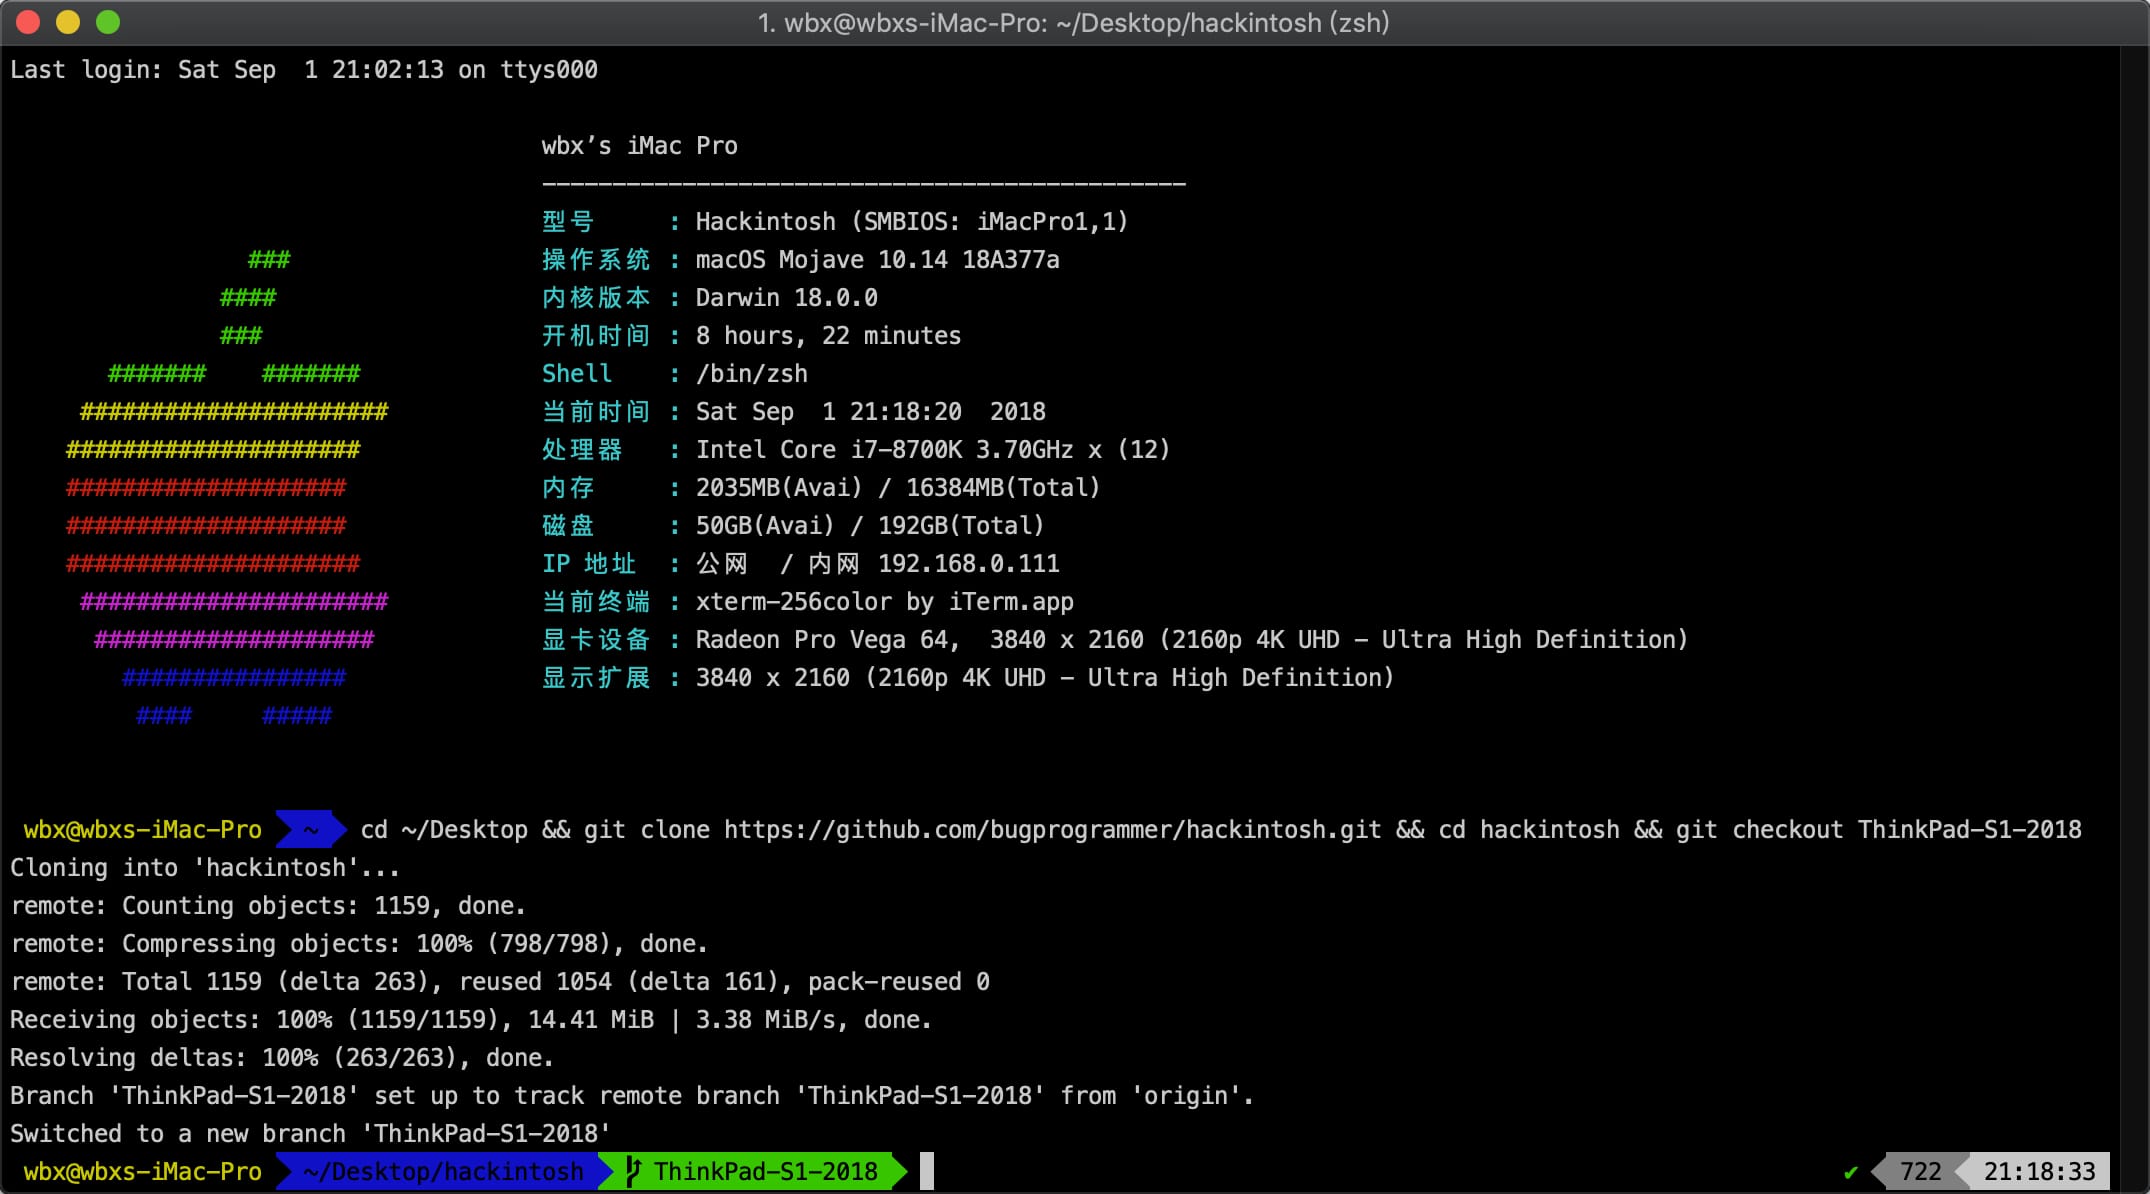 1. wbx@wbxs-iMac-Pro: ~/Desktop/hackintosh (zsh)
Last login: Sat Sep  1 21:02:13 on ttys000
wbx’s iMac Pro
----------------------------------------------
型号 : Hackintosh (SMBIOS: iMacPro1,1)
### 操作系统 : macOS Mojave 10.14 18A377a
#### 内核版本 : Darwin 18.0.0
### 开机时间 : 8 hours, 22 minutes
####### ####### Shell : /bin/zsh
###################### 当前时间 : Sat Sep  1 21:18:20  2018
##################### 处理器 : Intel Core i7-8700K 3.70GHz x (12)
#################### 内存 : 2035MB(Avai) / 16384MB(Total)
#################### 磁盘 : 50GB(Avai) / 192GB(Total)
##################### IP 地址 : 公网  / 内网 192.168.0.111
###################### 当前终端 : xterm-256color by iTerm.app
#################### 显卡设备 : Radeon Pro Vega 64,  3840 x 2160 (2160p 4K UHD - Ultra High Definition)
################ 显示扩展 : 3840 x 2160 (2160p 4K UHD - Ultra High Definition)
#### #####
wbx@wbxs-iMac-Pro ~ cd ~/Desktop && git clone https://github.com/bugprogrammer/hackintosh.git && cd hackintosh && git checkout ThinkPad-S1-2018
Cloning into 'hackintosh'...
remote: Counting objects: 1159, done.
remote: Compressing objects: 100% (798/798), done.
remote: Total 1159 (delta 263), reused 1054 (delta 161), pack-reused 0
Receiving objects: 100% (1159/1159), 14.41 MiB | 3.38 MiB/s, done.
Resolving deltas: 100% (263/263), done.
Branch 'ThinkPad-S1-2018' set up to track remote branch 'ThinkPad-S1-2018' from 'origin'.
Switched to a new branch 'ThinkPad-S1-2018'
wbx@wbxs-iMac-Pro ~/Desktop/hackintosh ThinkPad-S1-2018 ✔ 722 21:18:33